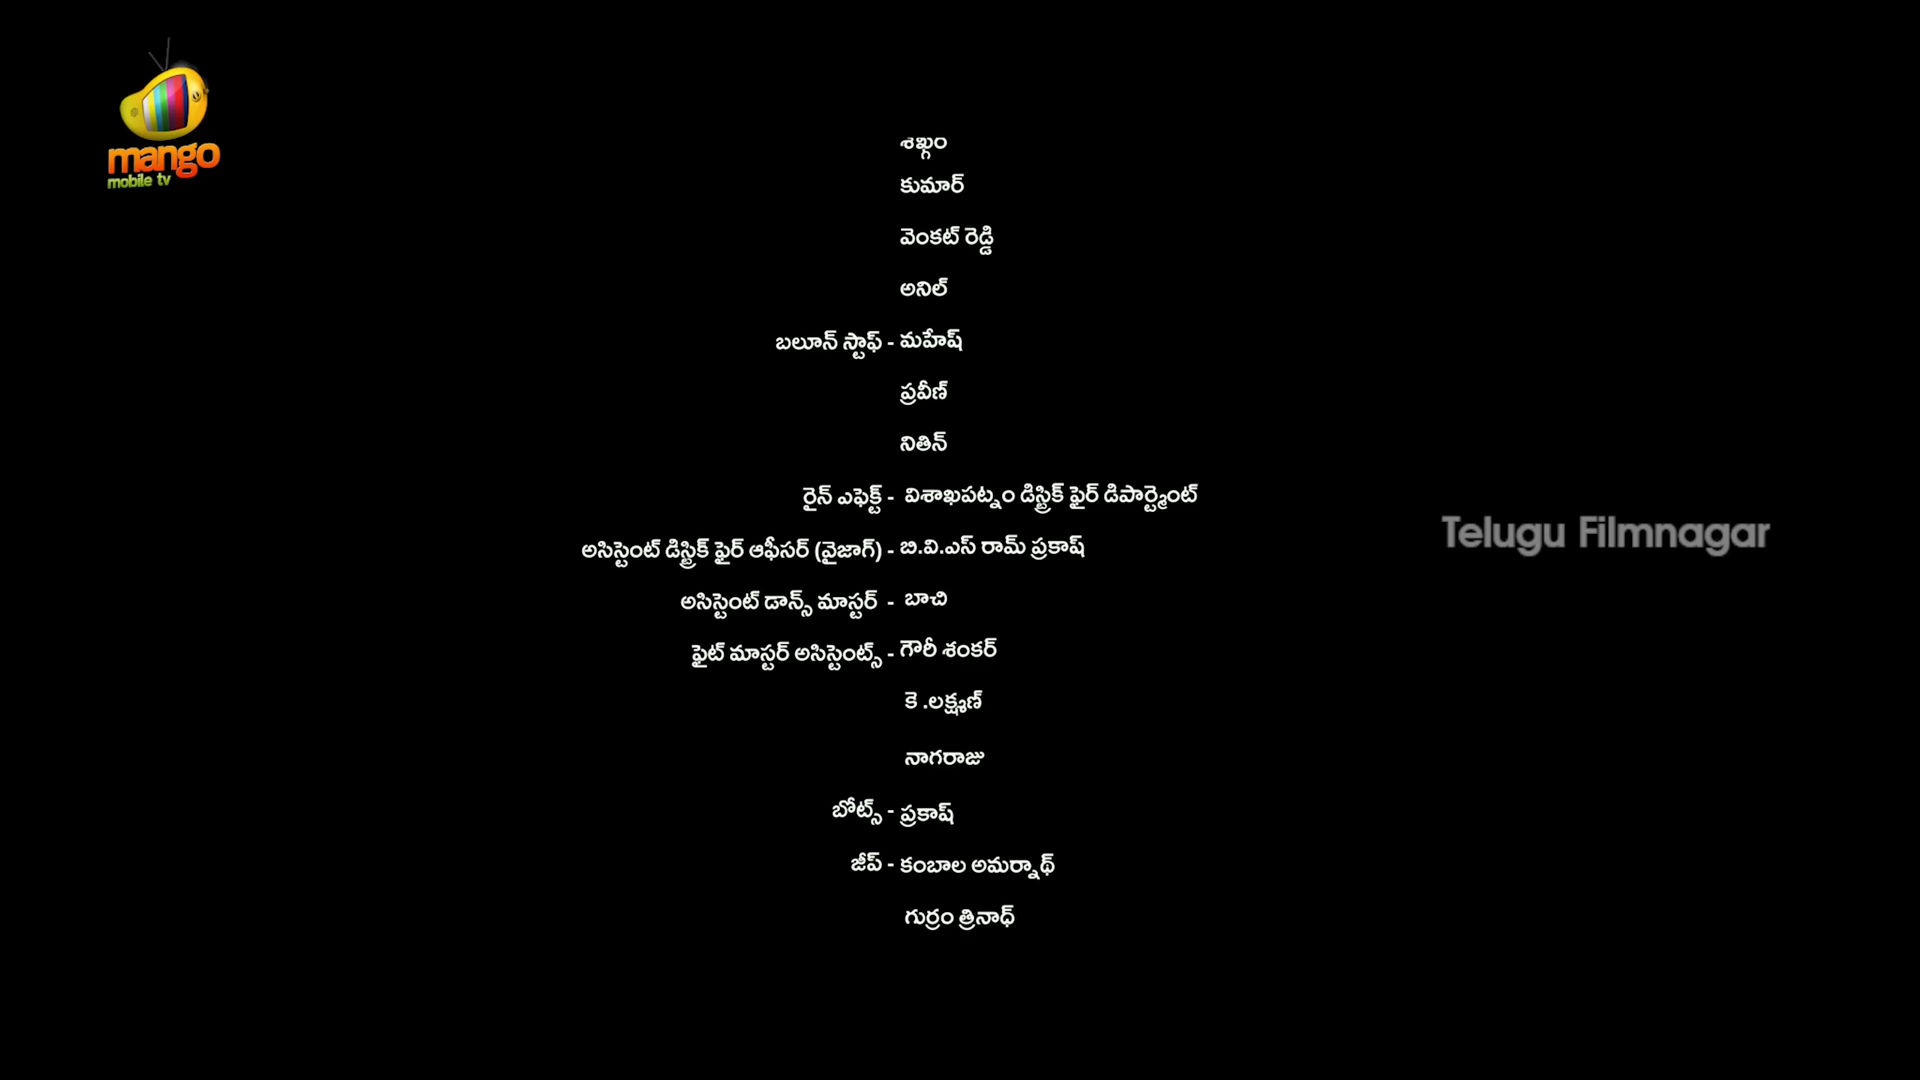 mango
mobile tv
కుమార్
వెంకట్ రెడ్డి
అనిల్
బలూన్ స్టాఫ్ - మహేష్
ప్రవీణ్
నితిన్
రైన్ ఎఫెక్ట్ - విశాఖపట్నం డిస్ట్రిక్ ఫైర్ డిపార్ట్మెంట్
Telugu Filmnagar
అసిస్టెంట్ డిస్ట్రిక్ ఫైర్ ఆఫీసర్ (వైజాగ్) - బి.వి.ఎస్ రామ్ ప్రకాష్
అసిస్టెంట్ డాన్స్ మాస్టర్ - బాచి
ఫైట్ మాస్టర్ అసిస్టెంట్స్ - గౌరీ శంకర్
కె .లక్ష్మణ్
నాగరాజు
బోట్స్ - ప్రకాష్
జీప్ - కంబాల అమర్నాథ్
గుర్రం త్రినాధ్